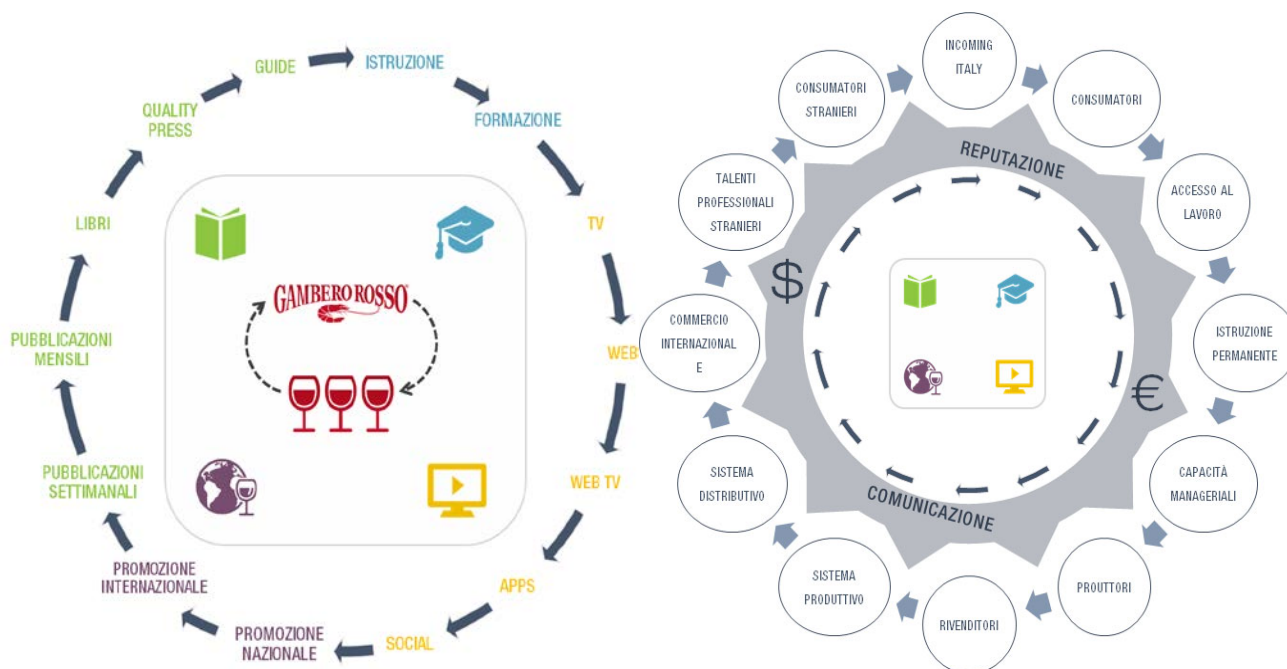 GUIDE
ISTRUZIONE
FORMAZIONE
TV
WEB
WEB TV
APPS
SOCIAL
PROMOZIONE
NAZIONALE
PROMOZIONE
INTERNAZIONALE
PUBBLICAZIONI
SETTIMANALI
PUBBLICAZIONI
MENSILI
LIBRI
QUALITY
PRESS
GAMBERO ROSSO®
INCOMING
ITALY
CONSUMATORI
ACCESSO AL
LAVORO
ISTRUZIONE
PERMANENTE
CAPACITÀ
MANAGERIALI
PROUTTORI
RIVENDITORI
SISTEMA
PRODUTTIVO
SISTEMA
DISTRIBUTIVO
COMMERCIO
INTERNAZIONAL
E
TALENTI
PROFESSIONALI
STRANIERI
CONSUMATORI
STRANIERI
REPUTAZIONE
$
€
COMUNICAZIONE